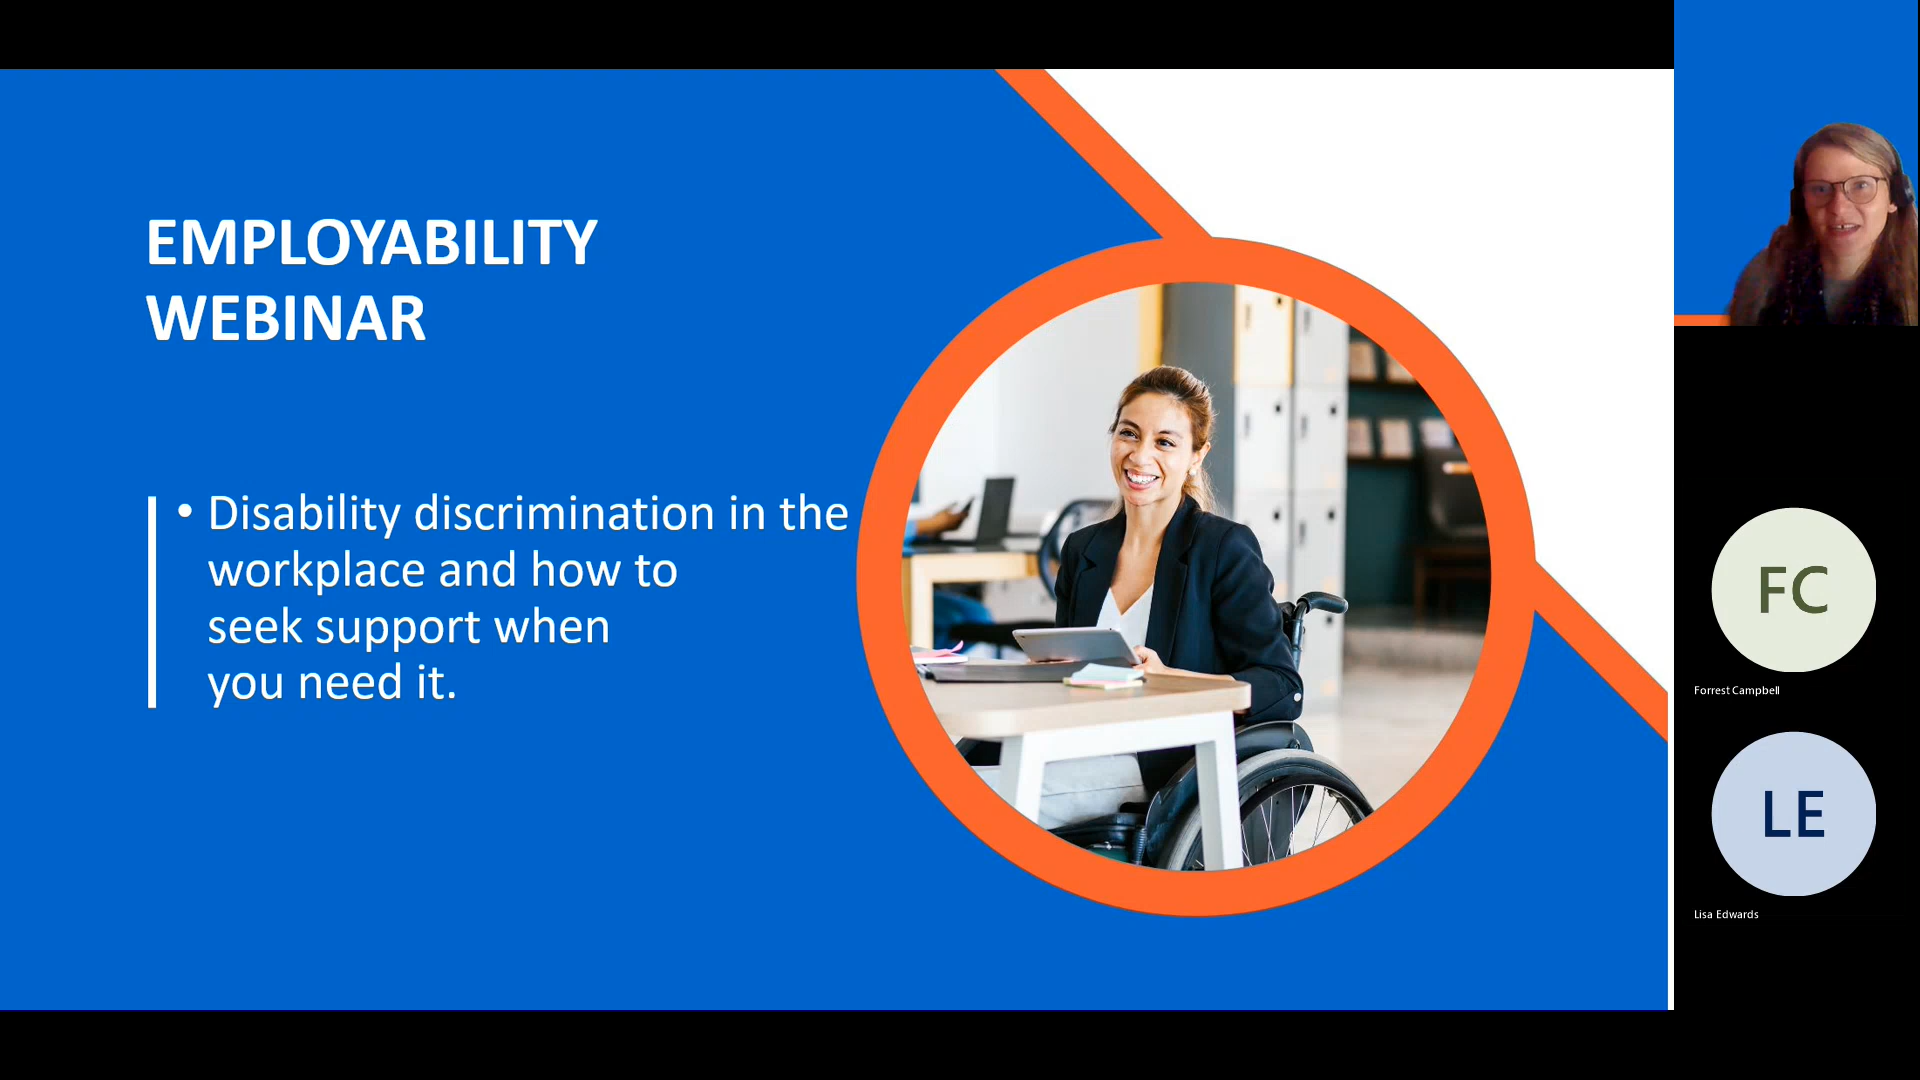 EMPLOYABILITY
WEBINAR
• Disability discrimination in the
workplace and how to
seek support when
you need it.
FC
Forrest Campbell
LE
Lisa Edwards